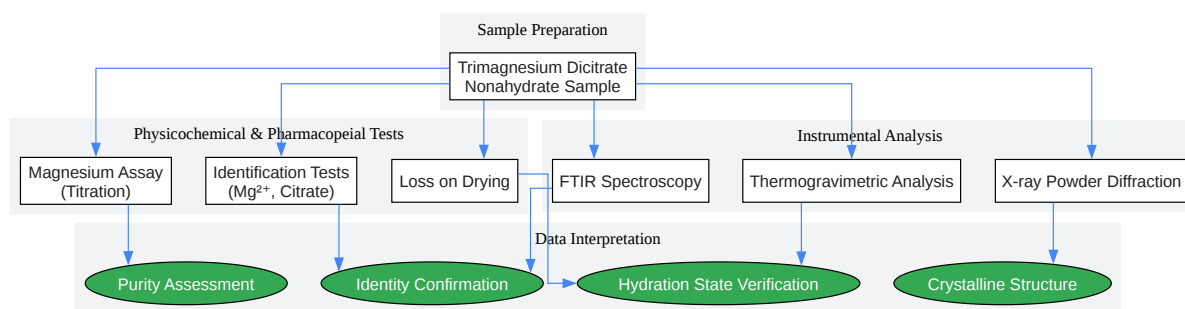 Sample Preparation
Trimagnesium Dicitrate
Nonahydrate Sample
Physicochemical & Pharmacopeial Tests
Instrumental Analysis
Magnesium Assay
(Titration)
Identification Tests
(Mg²⁺, Citrate)
Loss on Drying
FTIR Spectroscopy
Thermogravimetric Analysis
X-ray Powder Diffraction
Data Interpretation
Purity Assessment
Identity Confirmation
Hydration State Verification
Crystalline Structure